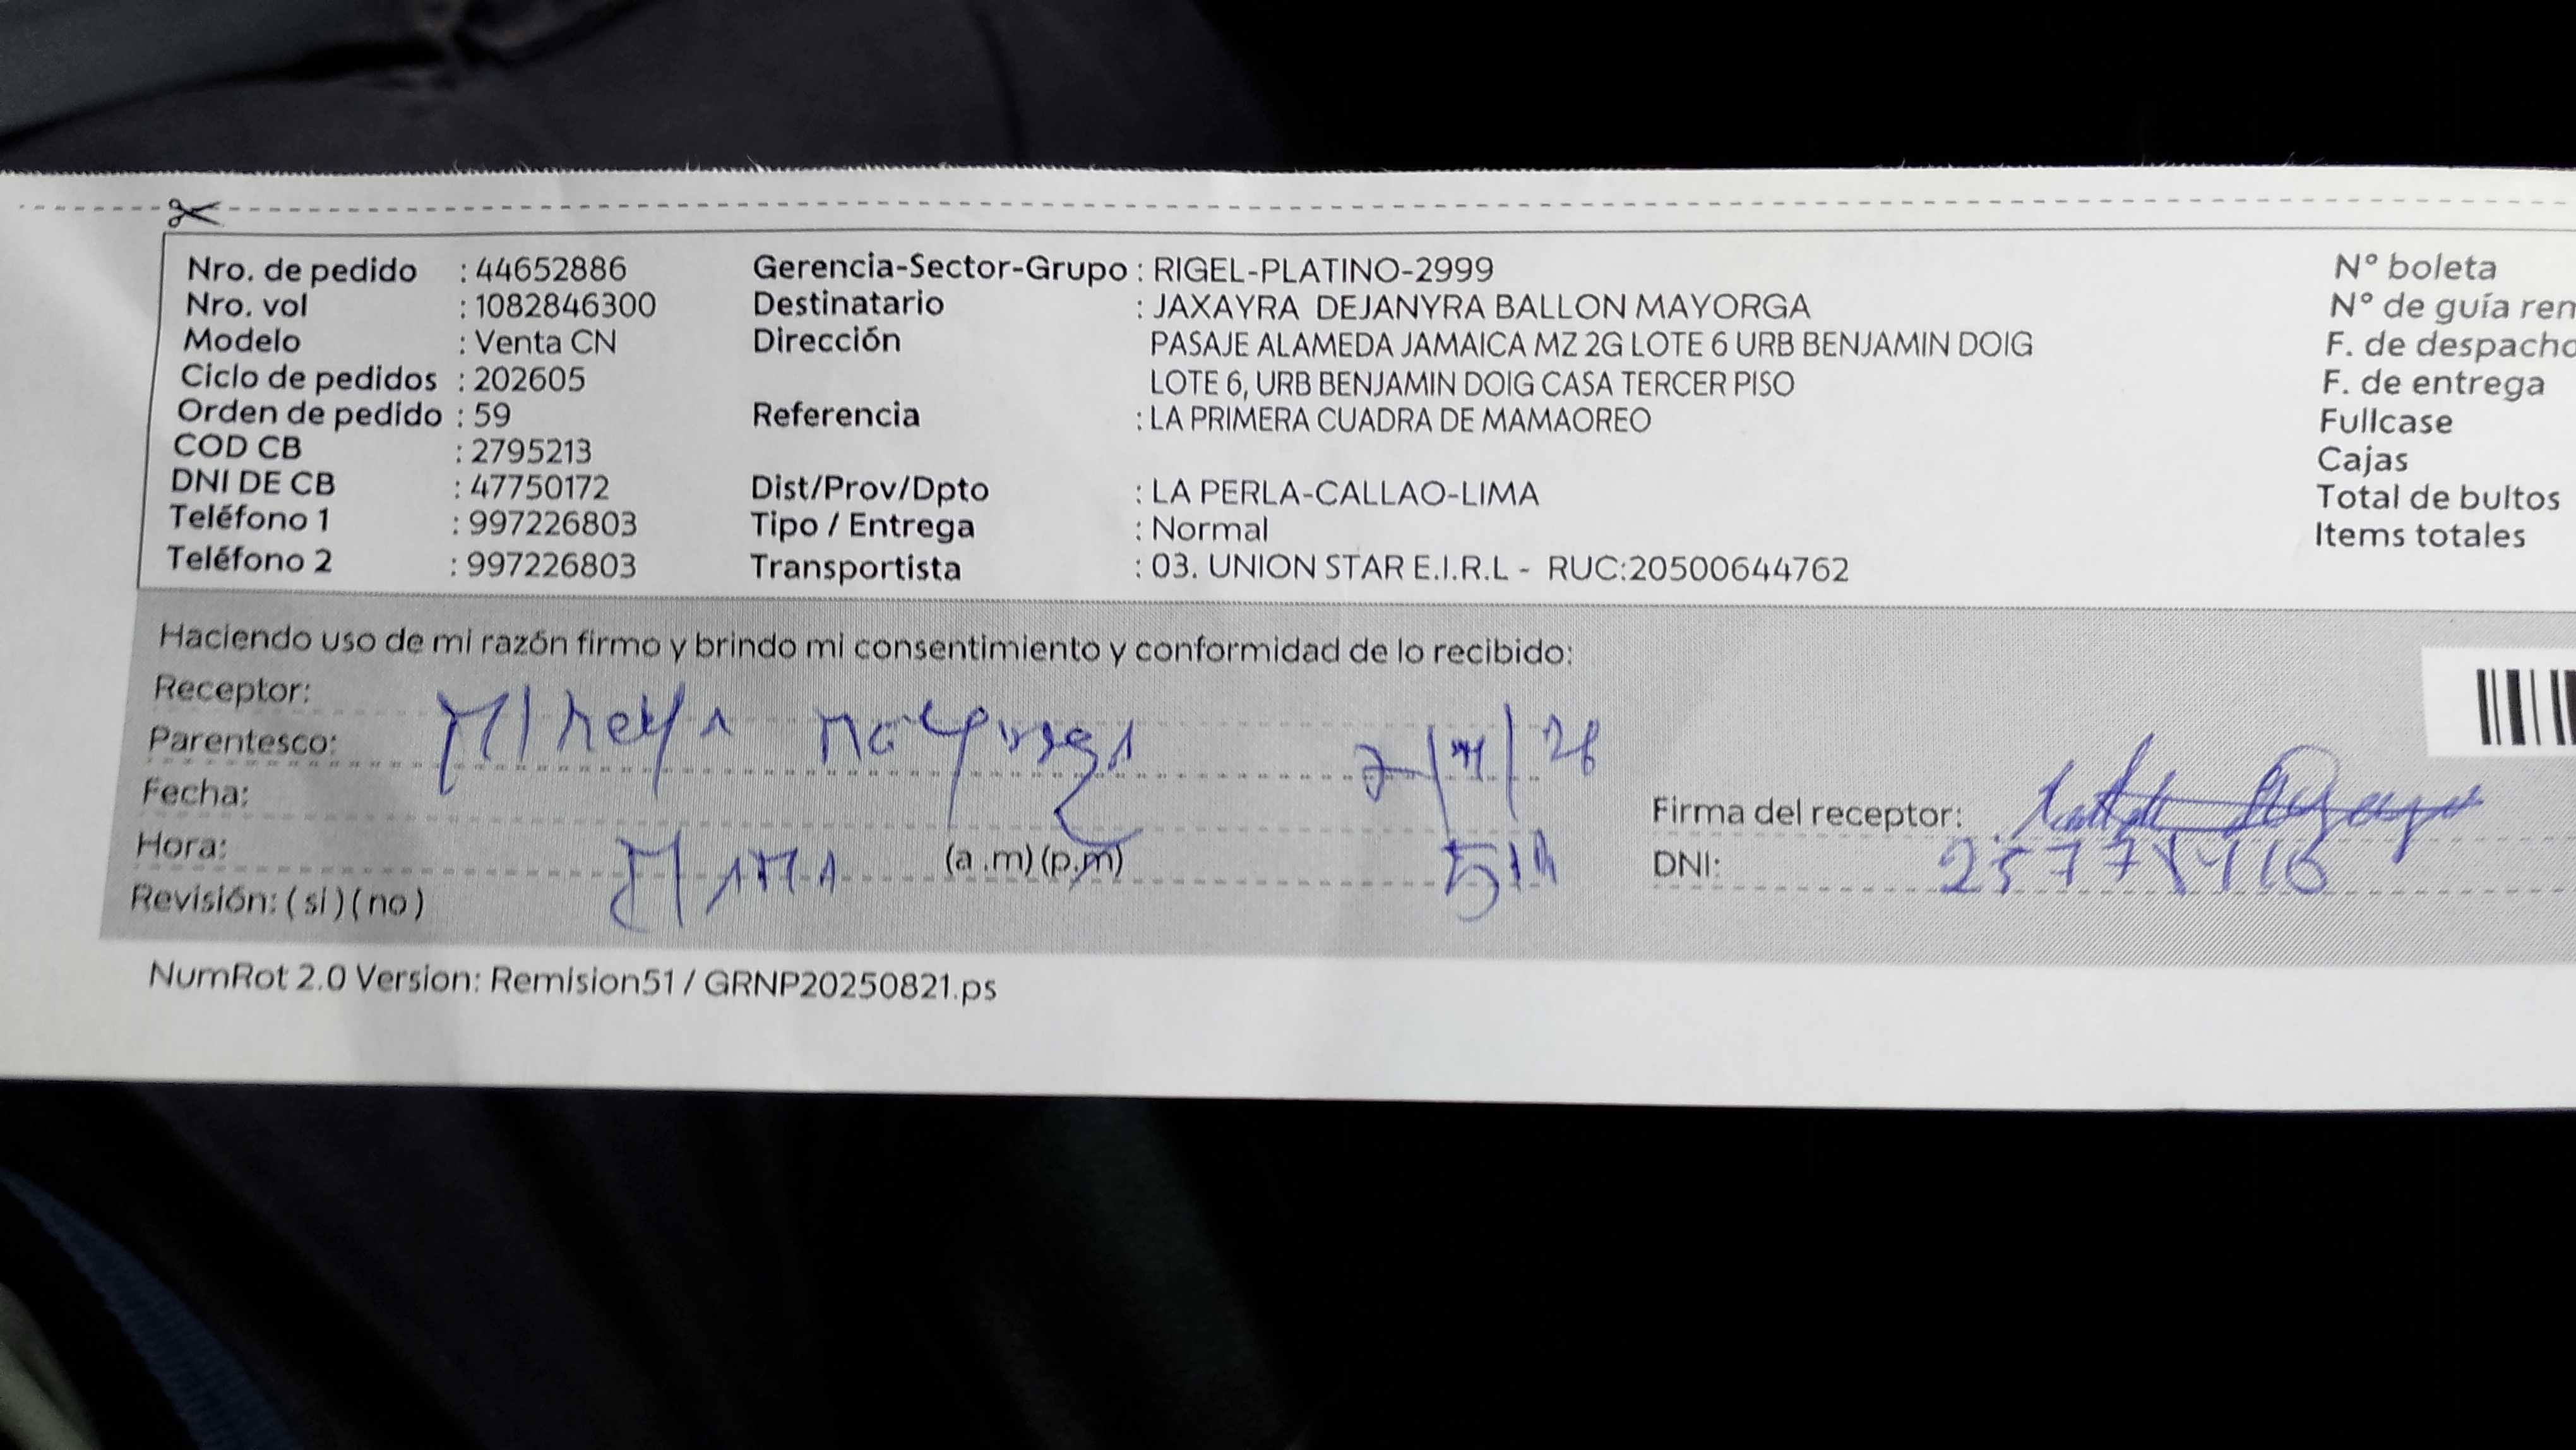 Nro. de pedido : 44652886 Gerencia-Sector-Grupo : RIGEL-PLATINO-2999 N° boleta
Nro. vol : 1082846300 Destinatario : JAXAYRA DEJANYRA BALLON MAYORGA N° de guía rem
Modelo : Venta CN Dirección PASAJE ALAMEDA JAMAICA MZ 2G LOTE 6 URB BENJAMIN DOIG F. de despacho
Ciclo de pedidos : 202605 LOTE 6, URB BENJAMIN DOIG CASA TERCER PISO F. de entrega
Orden de pedido : 59 Referencia : LA PRIMERA CUADRA DE MAMAOREO Fullcase
COD CB : 2795213 Cajas
DNI DE CB : 47750172 Dist/Prov/Dpto : LA PERLA-CALLAO-LIMA Total de bultos
Teléfono 1 : 997226803 Tipo / Entrega : Normal Items totales
Teléfono 2 : 997226803 Transportista : 03. UNION STAR E.I.R.L - RUC:20500644762
Haciendo uso de mi razón firmo y brindo mi consentimiento y conformidad de lo recibido:
Receptor:
Parentesco: Mireya Mayorga
Fecha: Firma del receptor:
Hora: (a.m)(p.m) DNI:
Revisión: ( si ) ( no )
NumRot 2.0 Version: Remision51 / GRNP20250821.ps